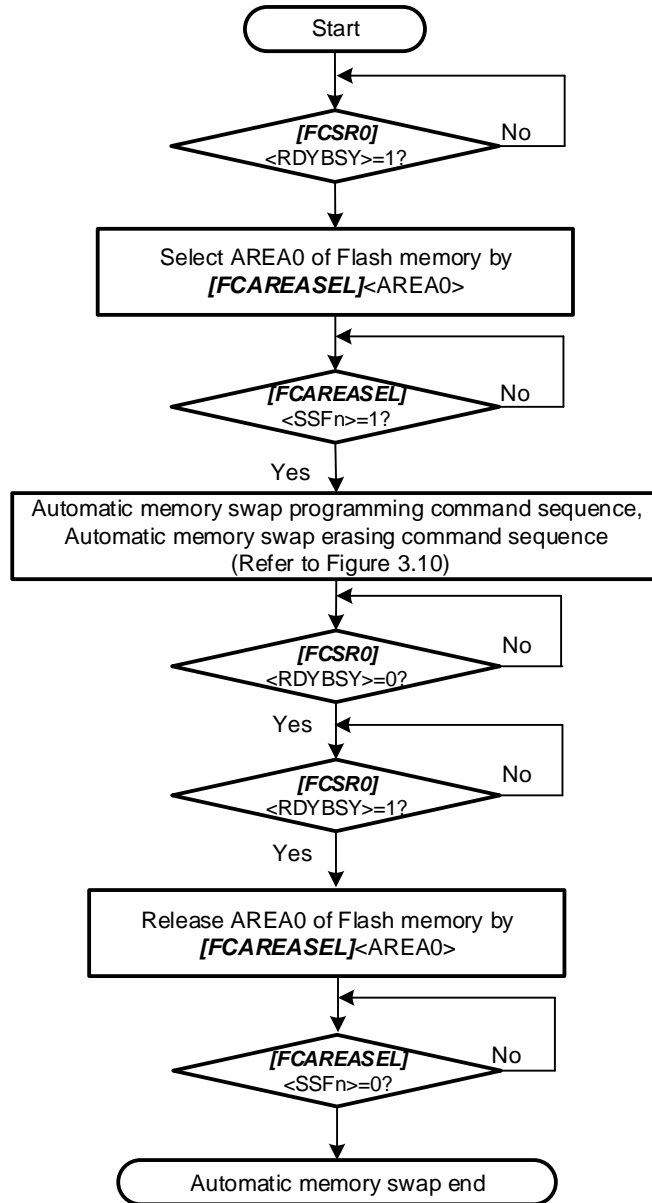 Start
[FCSR0]
<RDYBSY>=1?
No
Select AREA0 of Flash memory by
[FCAREASEL]<AREA0>
[FCAREASEL]
<SSFn>=1?
No
Yes
Automatic memory swap programming command sequence,
Automatic memory swap erasing command sequence
(Refer to Figure 3.10)
[FCSR0]
<RDYBSY>=0?
No
Yes
[FCSR0]
<RDYBSY>=1?
No
Yes
Release AREA0 of Flash memory by
[FCAREASEL]<AREA0>
[FCAREASEL]
<SSFn>=0?
No
Automatic memory swap end